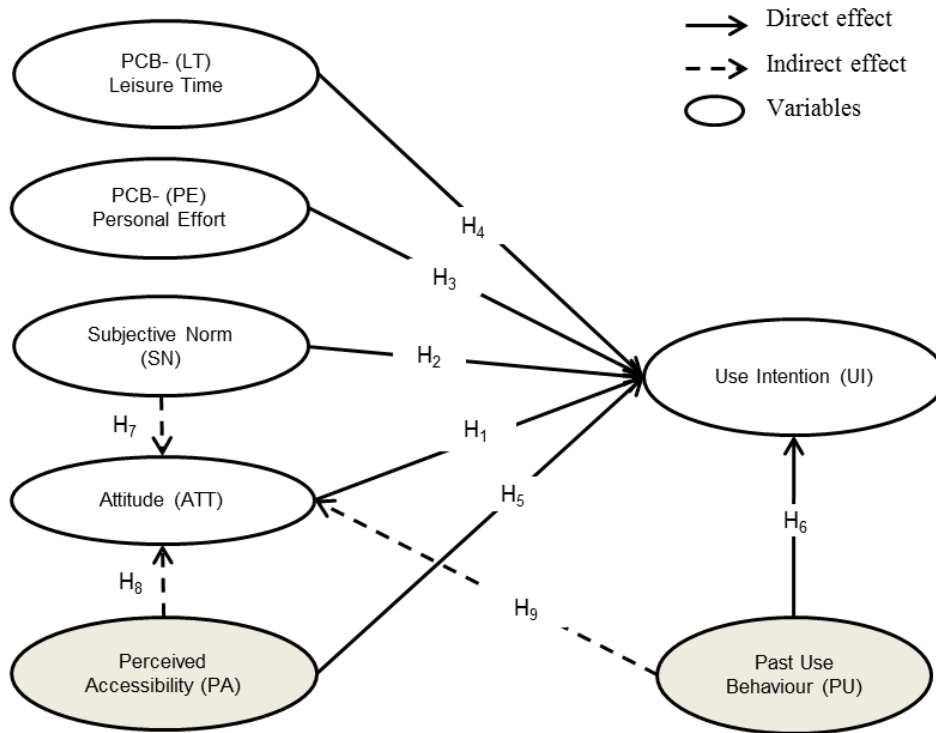 Direct effect
Indirect effect
Variables
PCB- (LT)
Leisure Time
PCB- (PE)
Personal Effort
H4
H3
Subjective Norm
(SN)
H2
Use Intention (UI)
H7
H1
Attitude (ATT)
H5
H6
H8
H9
Perceived
Accessibility (PA)
Past Use
Behaviour (PU)